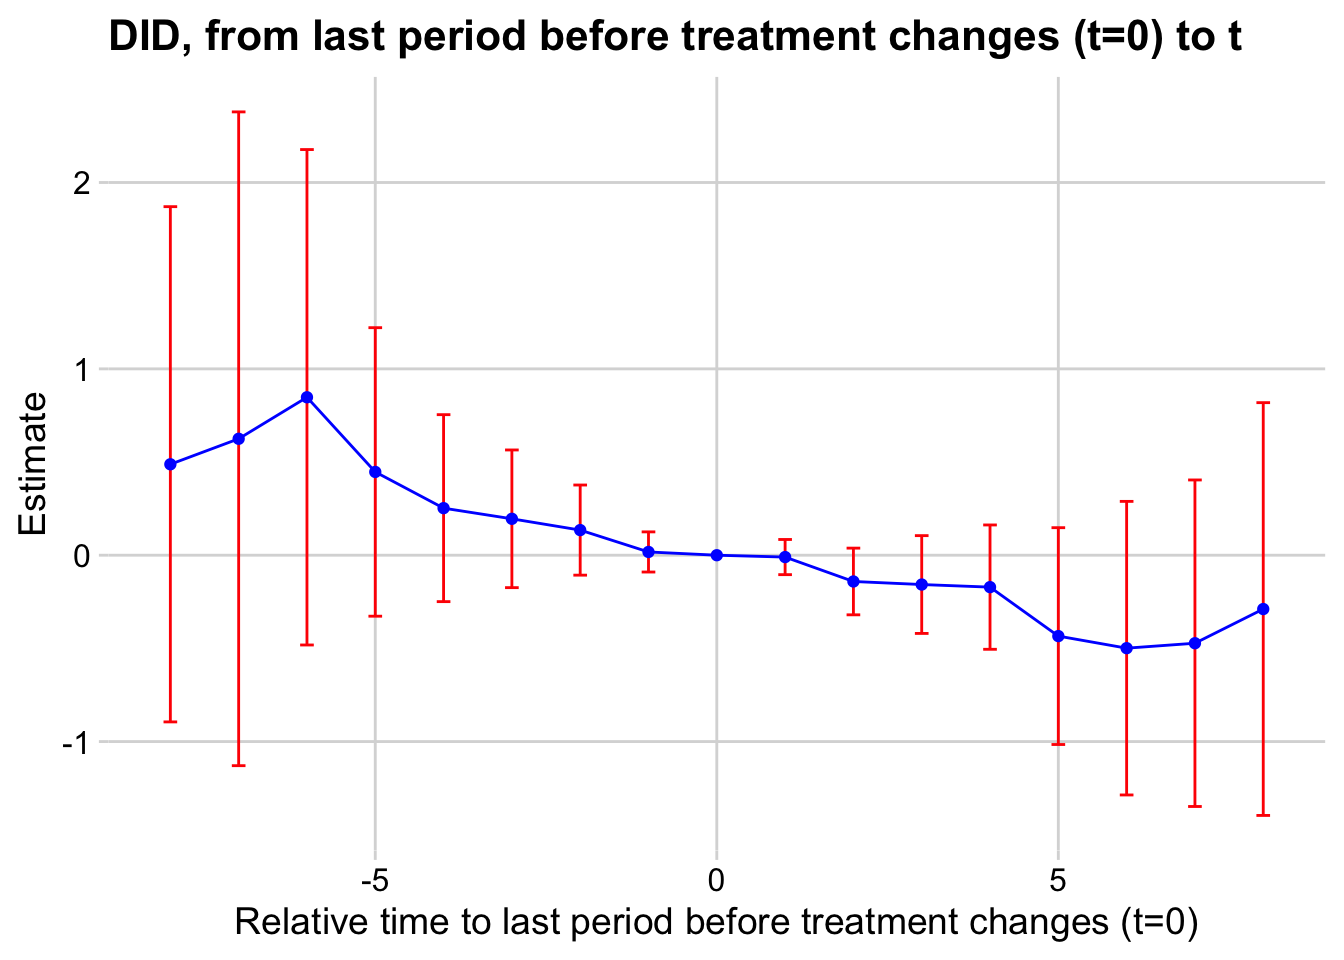 DID, from last period before treatment changes (t=0) to t
2
1
0
-1
Estimate
-5
0
5
Relative time to last period before treatment changes (t=0)